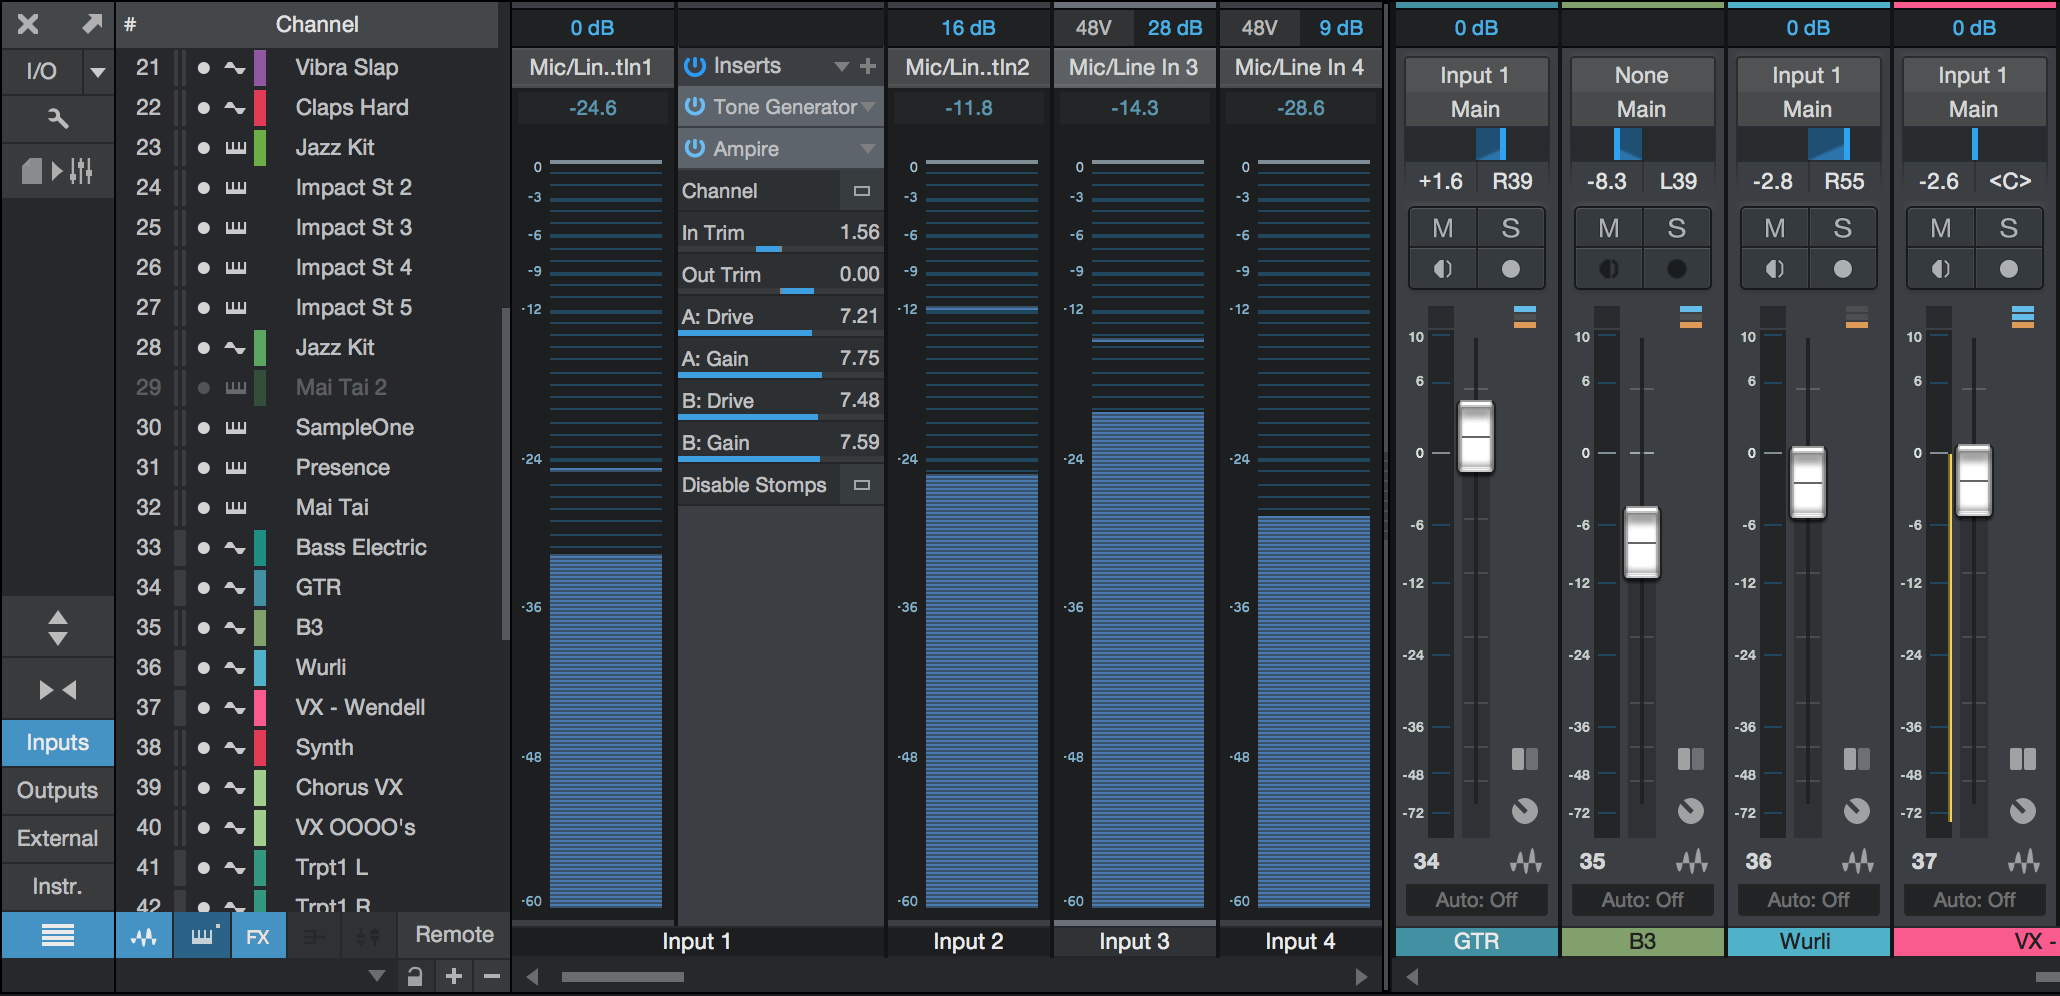 I/O
Inputs
Outputs
External
Instr.
# Channel
21 Vibra Slap
22 Claps Hard
23 Jazz Kit
24 Impact St 2
25 Impact St 3
26 Impact St 4
27 Impact St 5
28 Jazz Kit
29 Mai Tai 2
30 SampleOne
31 Presence
32 Mai Tai
33 Bass Electric
34 GTR
35 B3
36 Wurli
37 VX - Wendell
38 Synth
39 Chorus VX
40 VX OOOO's
41 Trpt1 L
42 Trpt1 R
FX Remote
0 dB
Mic/Lin..tIn1
-24.6
0
-3
-6
-9
-12
-24
-36
-48
-60
Input 1
Inserts
Tone Generator
Ampire
Channel
In Trim 1.56
Out Trim 0.00
A: Drive 7.21
A: Gain 7.75
B: Drive 7.48
B: Gain 7.59
Disable Stomps
16 dB
Mic/Lin..tIn2
-11.8
0
-3
-6
-9
-12
-24
-36
-48
-60
Input 2
48V 28 dB
Mic/Line In 3
-14.3
0
-3
-6
-9
-12
-24
-36
-48
-60
Input 3
48V 9 dB
Mic/Line In 4
-28.6
0
-3
-6
-9
-12
-24
-36
-48
-60
Input 4
0 dB
Input 1
Main
+1.6 R39
M S
10
6
0
-6
-12
-24
-36
-48
-72
34
Auto: Off
GTR
None
Main
-8.3 L39
M S
10
6
0
-6
-12
-24
-36
-48
-72
35
Auto: Off
B3
0 dB
Input 1
Main
-2.8 R55
M S
10
6
0
-6
-12
-24
-36
-48
-72
36
Auto: Off
Wurli
0 dB
Input 1
Main
-2.6 <C>
M S
10
6
0
-6
-12
-24
-36
-48
-72
37
Auto: Off
VX -